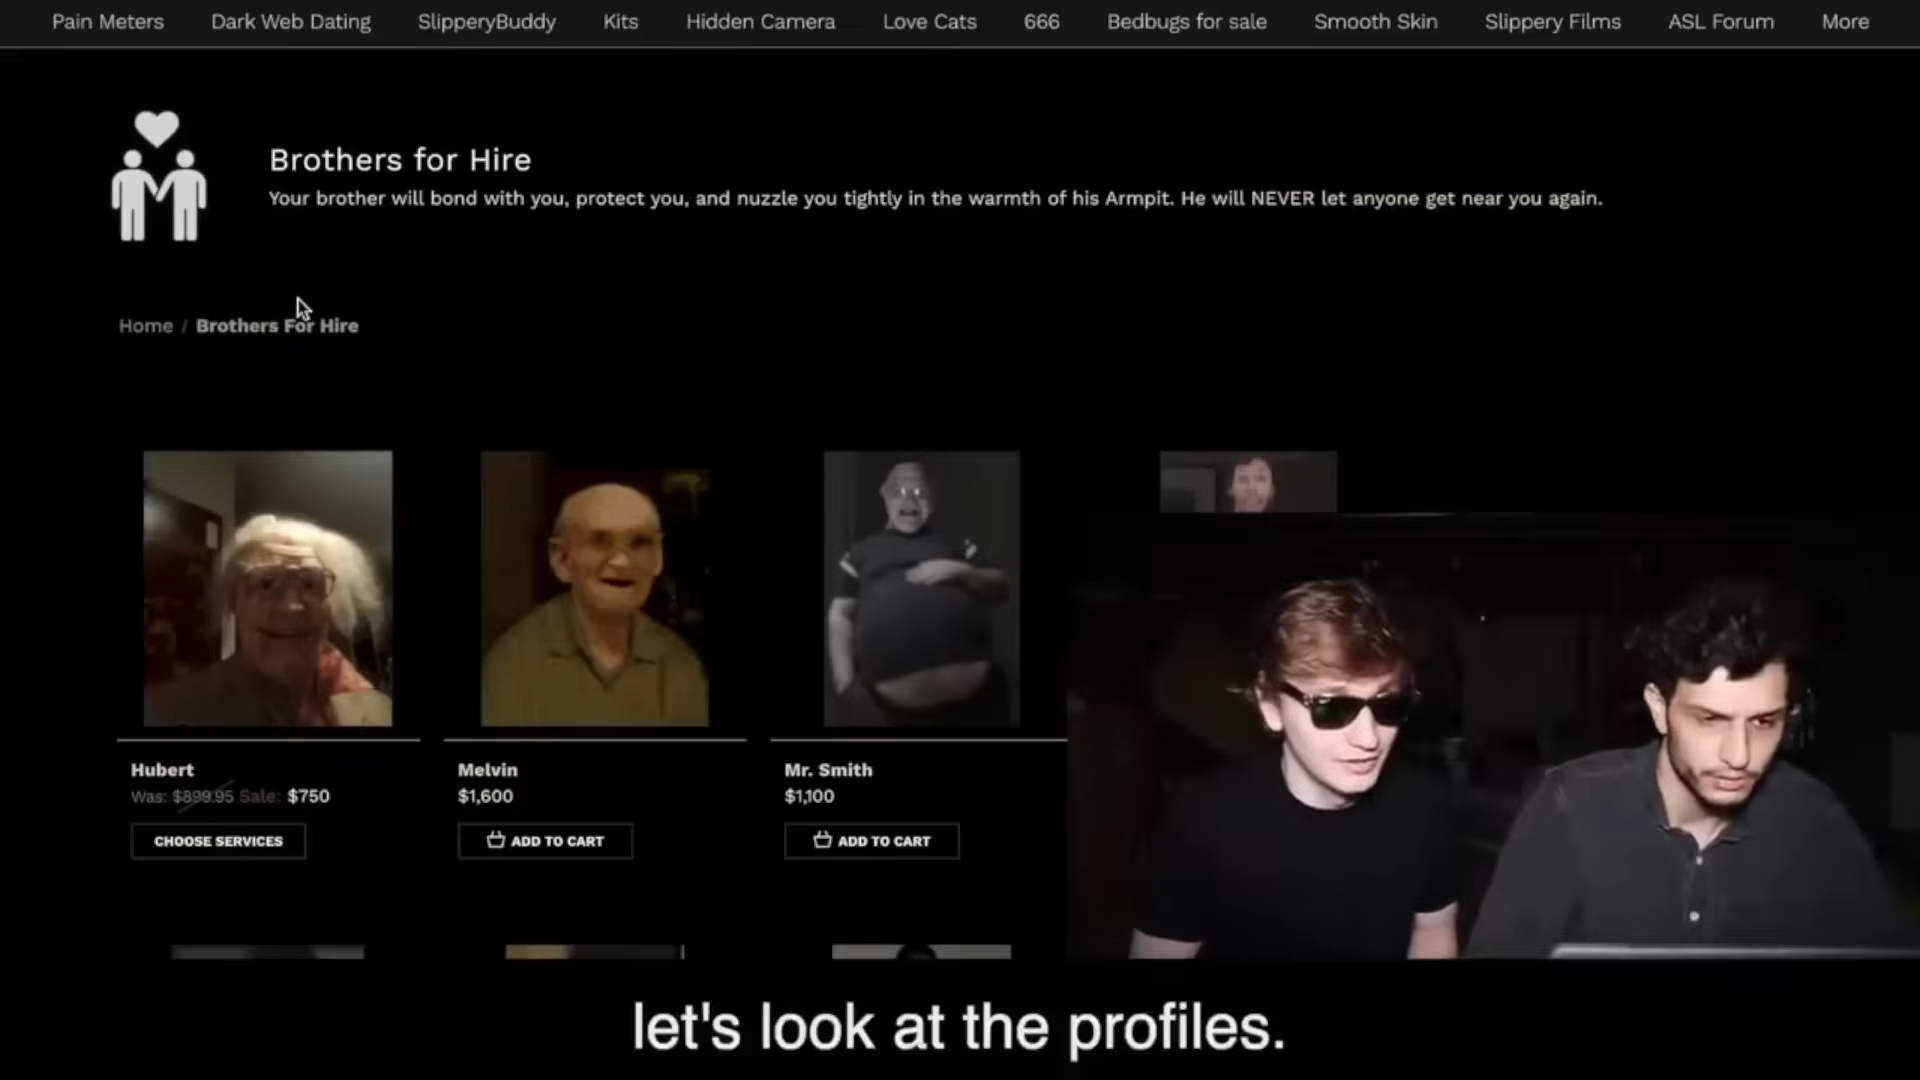 Pain Meters Dark Web Dating SlipperyBuddy Kits Hidden Camera Love Cats 666 Bedbugs for sale Smooth Skin Slippery Films ASL Forum More
Brothers for Hire
Your brother will bond with you, protect you, and nuzzle you tightly in the warmth of his Armpit. He will NEVER let anyone get near you again.
Home / Brothers For Hire
Hubert
Was: $899.95 Sale: $750
CHOOSE SERVICES
Melvin
$1,600
ADD TO CART
Mr. Smith
$1,100
ADD TO CART
let's look at the profiles.